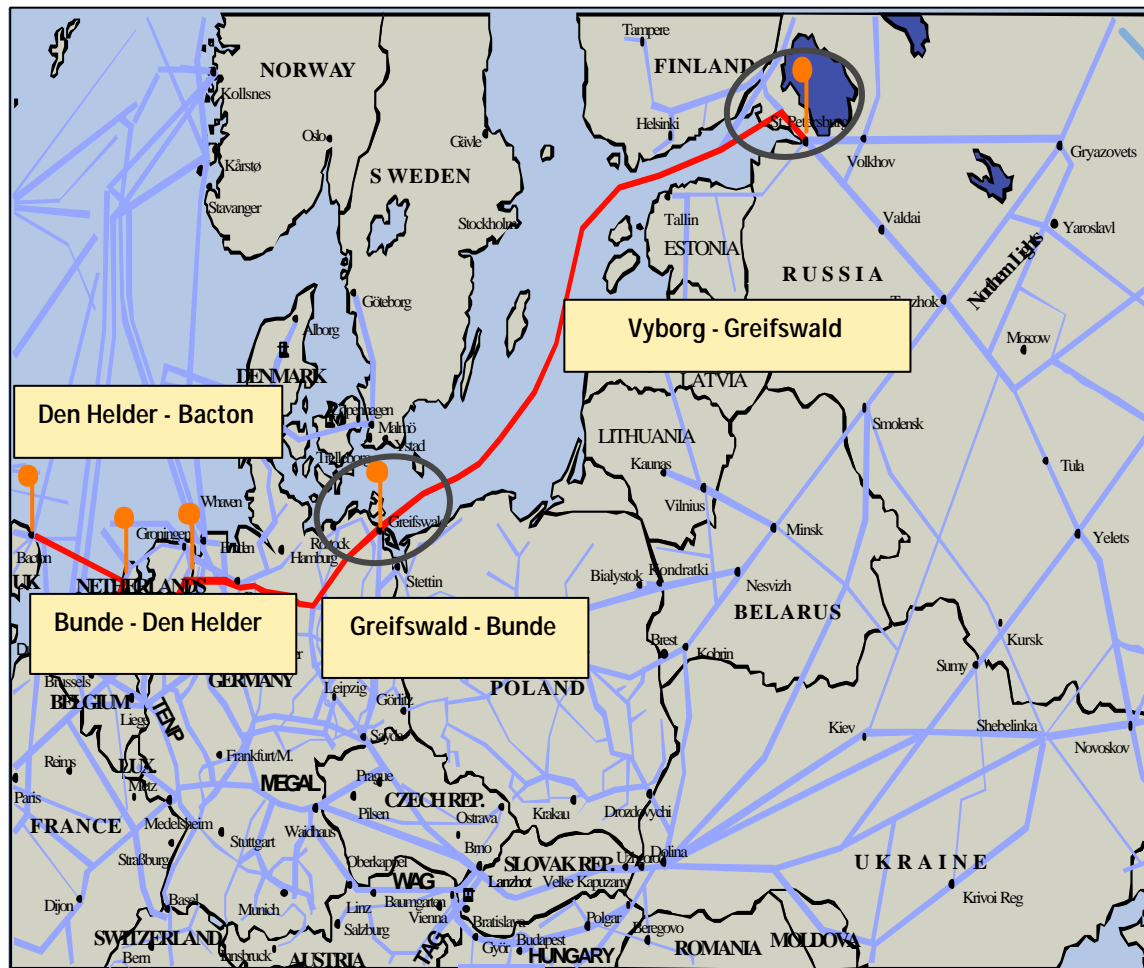 Tampere
NORWAY
FINLAND
Kollsnes
Oslo
Gävle
Helsinki
St. Petersburg
Volkhov
Gryazovets
Kårstø
SWEDEN
Stavanger
Stockholm
Tallin
Valdai
Yaroslavl
ESTONIA
RUSSIA
Northern Lights
Göteborg
Alborg
Vyborg - Greifswald
Moscow
DENMARK
LATVIA
Den Helder - Bacton
Malmö
Smolensk
Ystad
LITHUANIA
Kaunas
Tula
Vilnius
Whaven
Greifswald
Minsk
Yelets
Groningen
Bacton
Rostock
Hamburg
Stettin
UK
NETHERLANDS
Bialystok
Kondratki
Nesvizh
BELARUS
Bunde - Den Helder
Greifswald - Bunde
Kursk
Brest
Kobrin
Sumy
Brussels
GERMANY
Leipzig
POLAND
BELGIUM
Görlitz
Liege
TENP
Kiev
Shebelinka
Novoskov
Sayda
Reims
Frankfurt/M.
LUX.
Metz
MEGAL
Prague
Paris
CZECH REP.
Krakau
Drozdovychi
FRANCE
Medelsheim
Pilsen
Waidhaus
Ostrava
Stuttgart
Straßburg
Brno
Oberkappel
SLOVAK REP.
Dolina
UKRAINE
WAG
Lanzhot
Velke Kapuzany
Dijon
Basel
Munich
Linz
Baumgarten
Krivoi Reg
Vienna
Bratislava
Polgar
Salzburg
SWITZERLAND
TAG
Györ
Budapest
Beregovo
ROMANIA
MOLDOVA
Bern
Innsbruck
AUSTRIA
HUNGARY